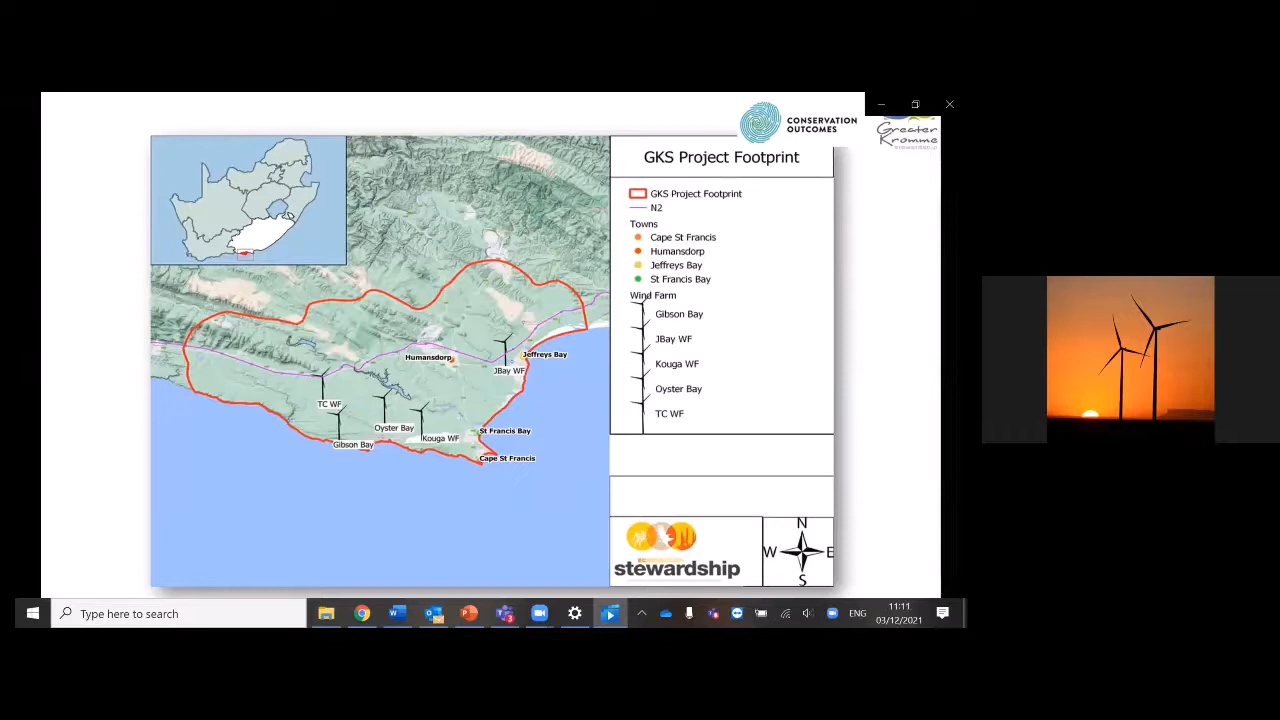 CONSERVATION
OUTCOMES
Greater
Kromme
stewardship
GKS Project Footprint
GKS Project Footprint
N2
Towns
Cape St Francis
Humansdorp
Jeffreys Bay
St Francis Bay
Wind Farm
Gibson Bay
JBay WF
Kouga WF
Oyster Bay
TC WF
Humansdorp
Jeffreys Bay
JBay WF
TC WF
Oyster Bay
St Francis Bay
Gibson Bay
Kouga WF
Cape St Francis
stewardship
N
W
E
S
Type here to search
ENG
11:11
03/12/2021